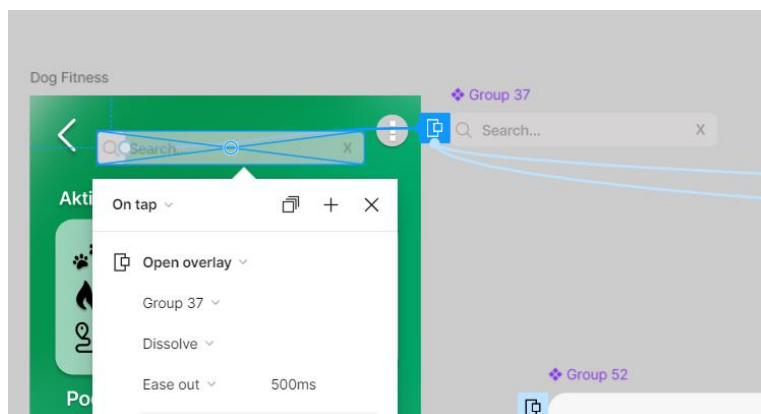 Dog Fitness
Group 37
Search...
X
Search...
X
Akti
On tap
Open overlay
Group 37
Dissolve
Ease out
500ms
Group 52
Po